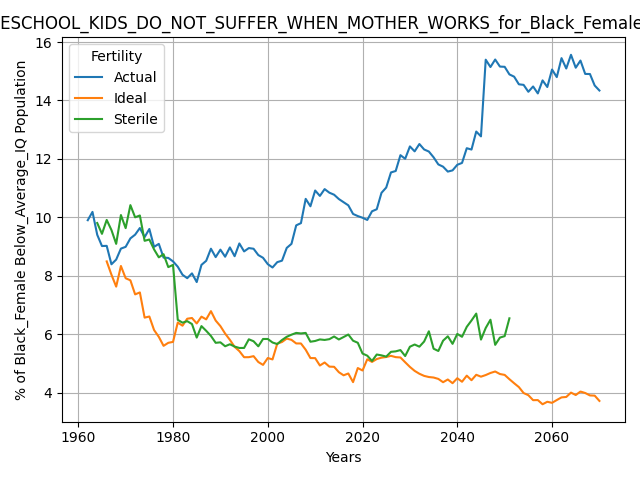 ESCHOOL_KIDS_DO_NOT_SUFFER_WHEN_MOTHER_WORKS_for_Black_Female
% of Black_Female Below_Average_IQ Population
16
14
12
10
8
6
4
Fertility
Actual
Ideal
Sterile
1960
1980
2000
2020
2040
2060
Years